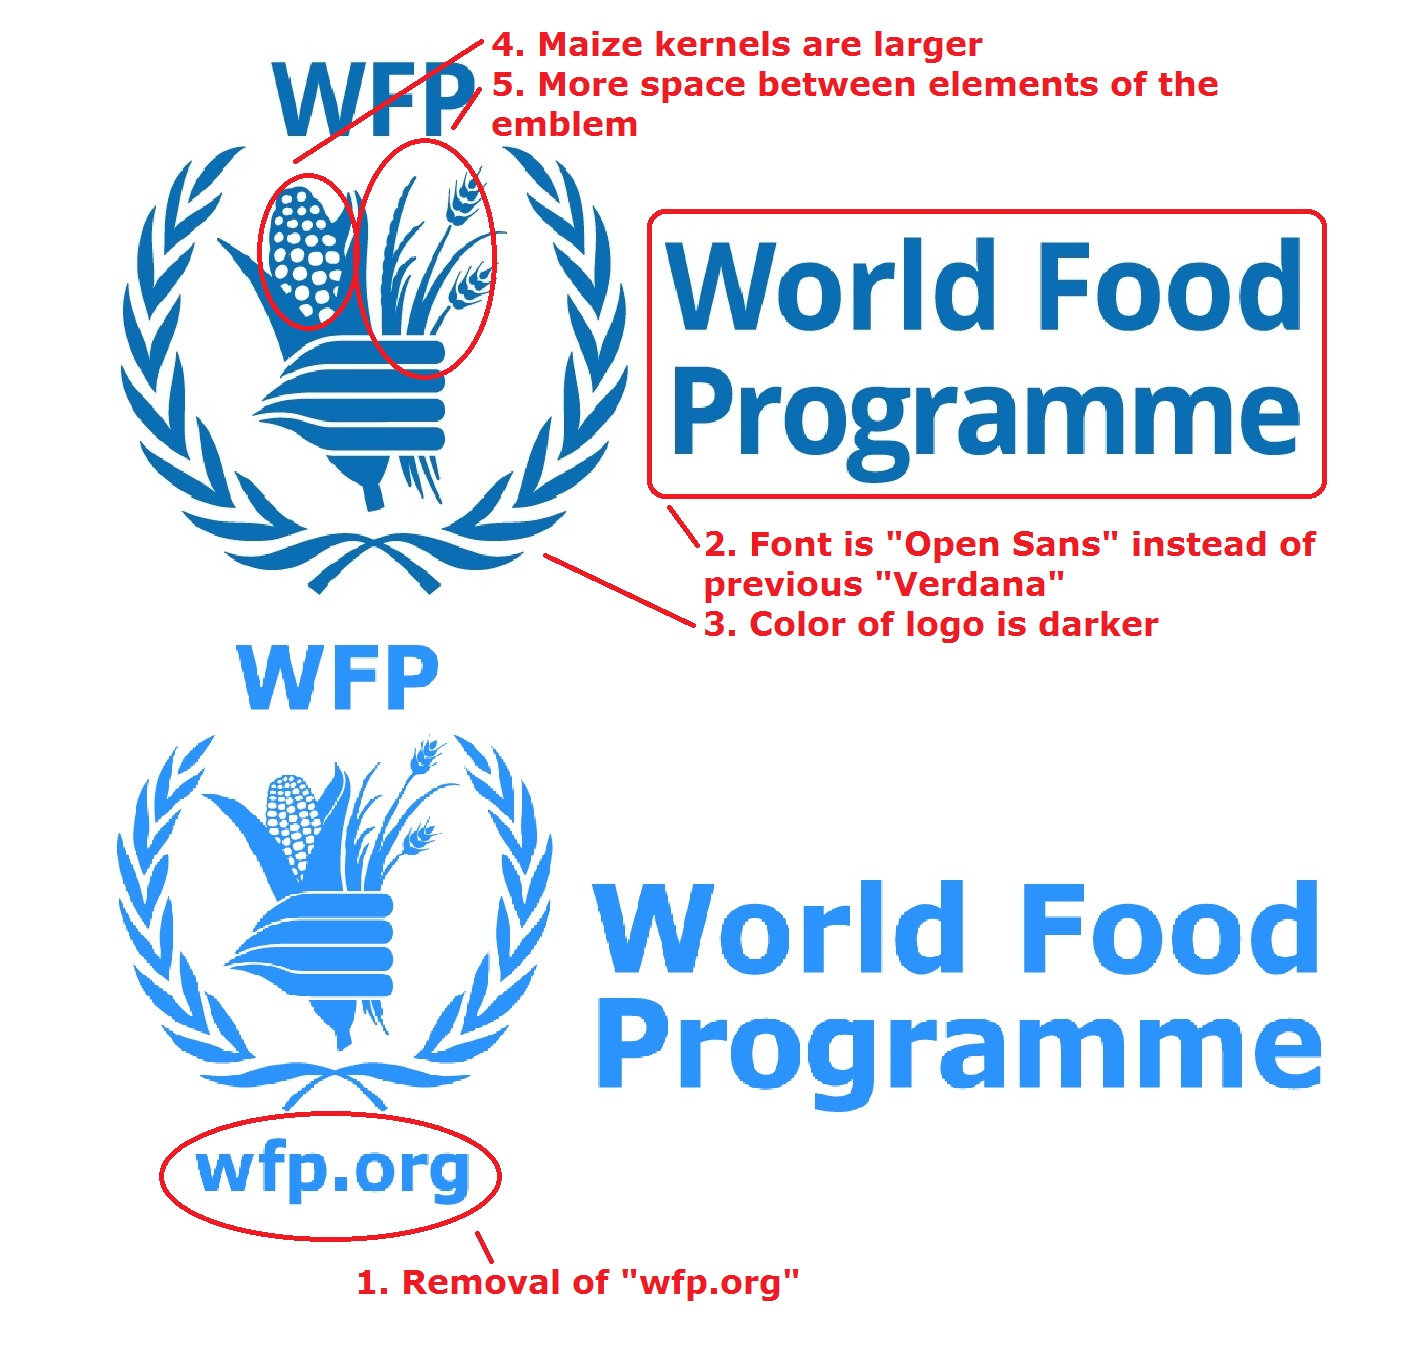 4. Maize kernels are larger
WFP
5. More space between elements of the
emblem
World Food
Programme
2. Font is "Open Sans" instead of
previous "Verdana"
3. Color of logo is darker
WFP
World Food
Programme
wfp.org
1. Removal of "wfp.org"